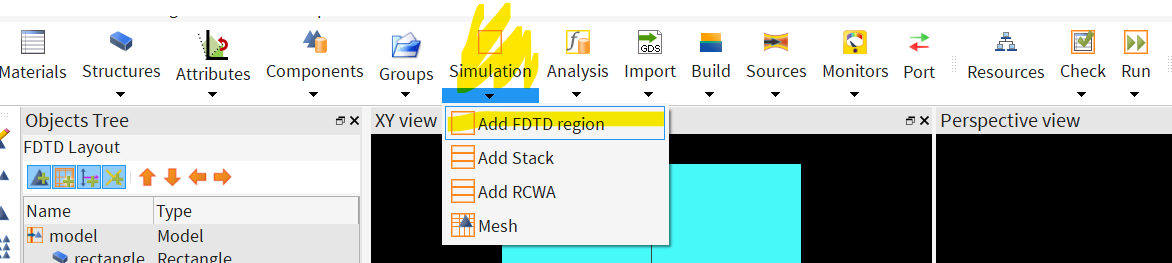 Materials Structures Attributes Components Groups Simulation Analysis Import Build Sources Monitors Port Resources Check Run
GDS
Objects Tree
XY view
Perspective view
FDTD Layout
Add FDTD region
Add Stack
Add RCWA
Mesh
Name Type
model Model
rectangle Rectangle